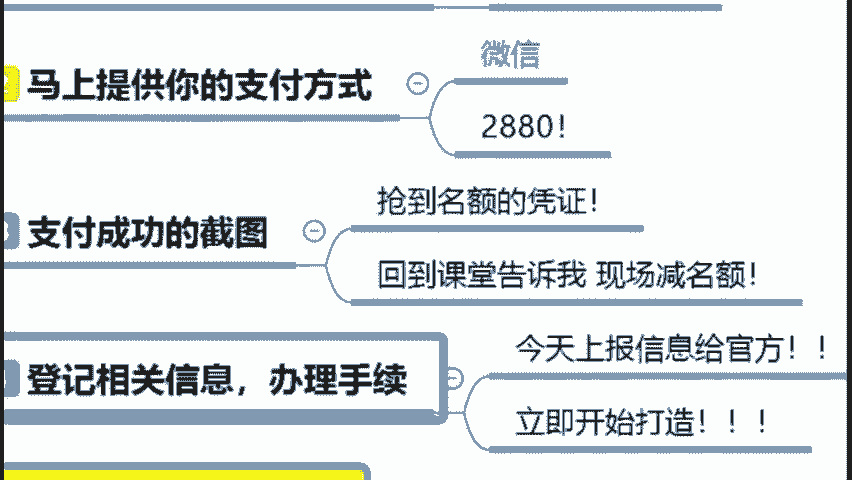 马上提供你的支付方式
微信
2880！
支付成功的截图
抢到名额的凭证！
回到课堂告诉我 现场减名额！
登记相关信息，办理手续
今天上报信息给官方！！
立即开始打造！！！